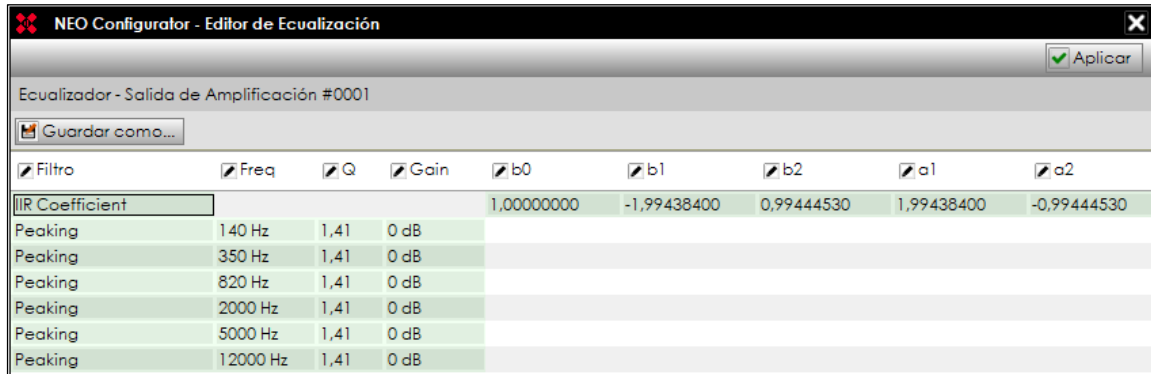 NEO Configurator - Editor de Ecualización
Aplicar
Ecualizador - Salida de Amplificación #0001
Guardar como...
Filtro Freq Q Gain b0 b1 b2 a1 a2
IIR Coefficient 1,00000000 -1,99438400 0,99444530 1,99438400 -0,99444530
Peaking 140 Hz 1,41 0 dB
Peaking 350 Hz 1,41 0 dB
Peaking 820 Hz 1,41 0 dB
Peaking 2000 Hz 1,41 0 dB
Peaking 5000 Hz 1,41 0 dB
Peaking 12000 Hz 1,41 0 dB